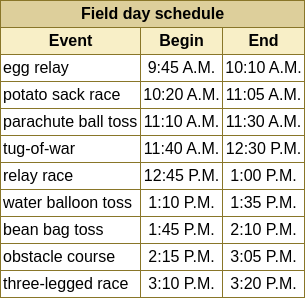 Field day schedule
Event Begin End
egg relay 9:45 A.M. 10:10 A.M.
potato sack race 10:20 A.M. 11:05 A.M.
parachute ball toss 11:10 A.M. 11:30 A.M.
tug-of-war 11:40 A.M. 12:30 P.M.
relay race 12:45 P.M. 1:00 P.M.
water balloon toss 1:10 P.M. 1:35 P.M.
bean bag toss 1:45 P.M. 2:10 P.M.
obstacle course 2:15 P.M. 3:05 P.M.
three-legged race 3:10 P.M. 3:20 P.M.